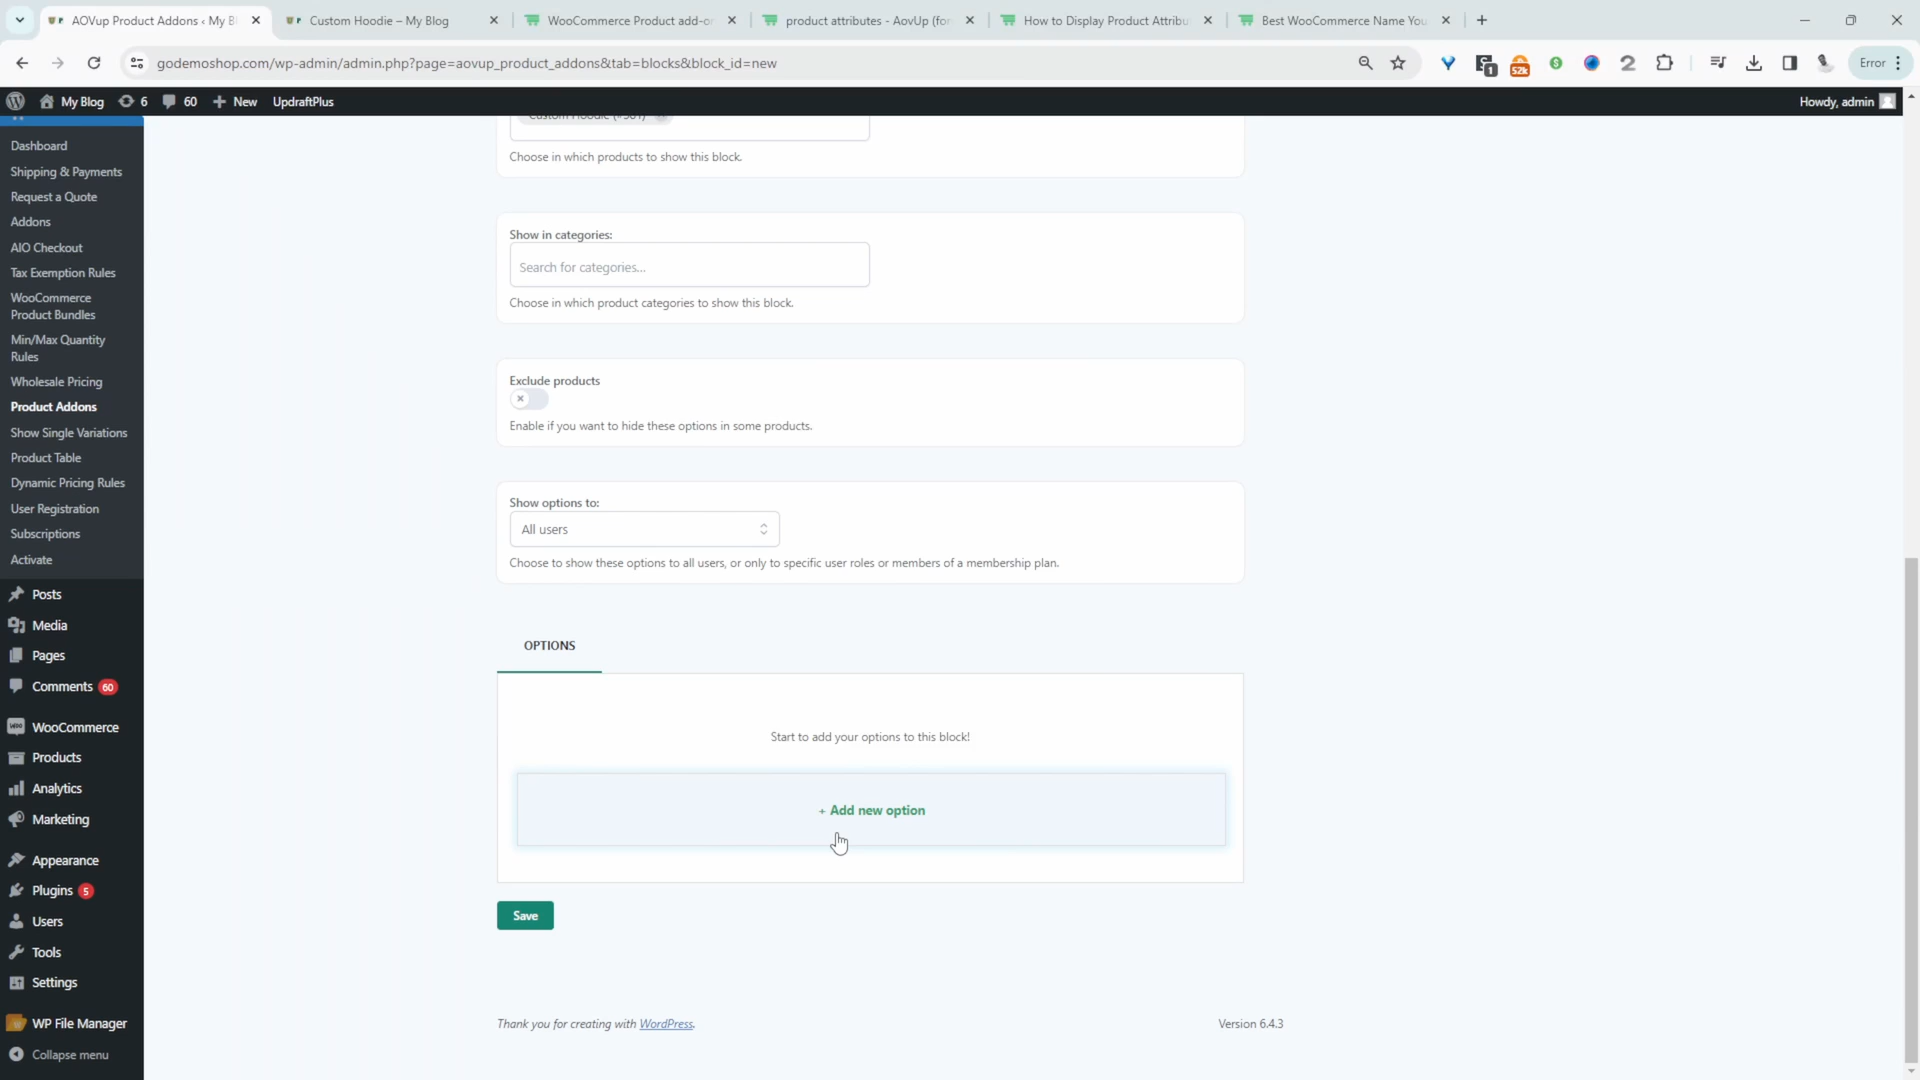 AOVup Product Addons ‹ My B
Custom Hoodie – My Blog
WooCommerce Product add-o
product attributes - AovUp (for
How to Display Product Attribu
Best WooCommerce Name You
godemoshop.com/wp-admin/admin.php?page=aovup_product_addons&tab=blocks&block_id=new
1
52k
Error
My Blog
6
60
New
UpdraftPlus
Howdy, admin
Dashboard
Shipping & Payments
Request a Quote
Addons
AIO Checkout
Tax Exemption Rules
WooCommerce
Product Bundles
Min/Max Quantity
Rules
Wholesale Pricing
Product Addons
Show Single Variations
Product Table
Dynamic Pricing Rules
User Registration
Subscriptions
Activate
Posts
Media
Pages
Comments 60
WooCommerce
Products
Analytics
Marketing
Appearance
Plugins 5
Users
Tools
Settings
WP File Manager
Collapse menu
Choose in which products to show this block.
Show in categories:
Search for categories...
Choose in which product categories to show this block.
Exclude products
Enable if you want to hide these options in some products.
Show options to:
All users
Choose to show these options to all users, or only to specific user roles or members of a membership plan.
OPTIONS
Start to add your options to this block!
+ Add new option
Save
Thank you for creating with WordPress.
Version 6.4.3